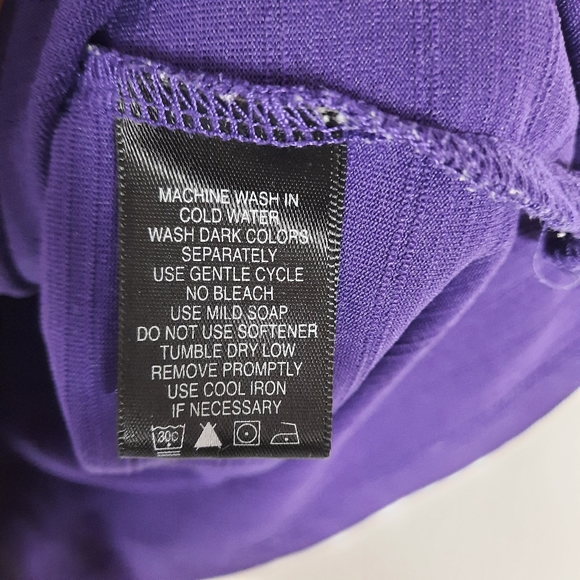 MACHINE WASH IN
COLD WATER
WASH DARK COLORS
SEPARATELY
USE GENTLE CYCLE
NO BLEACH
USE MILD SOAP
DO NOT USE SOFTENER
TUMBLE DRY LOW
REMOVE PROMPTLY
USE COOL IRON
IF NECESSARY
30C